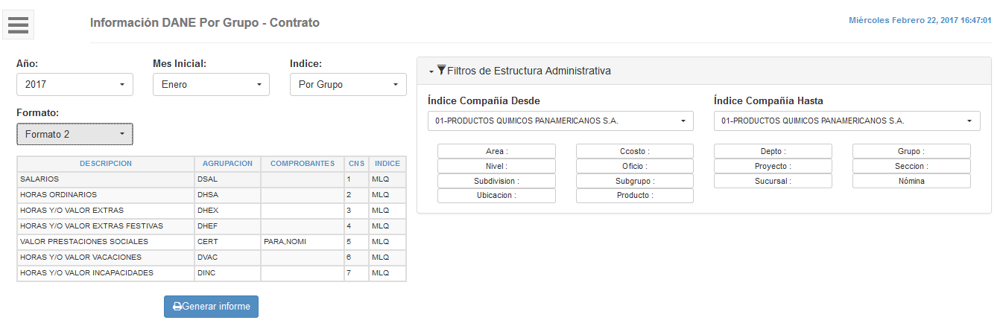 Información DANE Por Grupo - Contrato
Miércoles Febrero 22, 2017 16:47:01
Año: Mes Inicial: Indice:
2017 Enero Por Grupo
Formato:
Formato 2
DESCRIPCION AGRUPACION COMPROBANTES CNS INDICE
SALARIOS DSAL 1 MLQ
HORAS ORDINARIOS DHSA 2 MLQ
HORAS Y/O VALOR EXTRAS DHEX 3 MLQ
HORAS Y/O VALOR EXTRAS FESTIVAS DHEF 4 MLQ
VALOR PRESTACIONES SOCIALES CERT PARA,NOMI 5 MLQ
HORAS Y/O VALOR VACACIONES DVAC 6 MLQ
HORAS Y/O VALOR INCAPACIDADES DINC 7 MLQ
Generar informe
Filtros de Estructura Administrativa
Índice Compañía Desde Índice Compañía Hasta
01-PRODUCTOS QUIMICOS PANAMERICANOS S.A. 01-PRODUCTOS QUIMICOS PANAMERICANOS S.A.
Area : Ccosto : Depto : Grupo :
Nivel : Oficio : Proyecto : Seccion :
Subdivision : Subgrupo : Sucursal : Nómina
Ubicacion : Producto :